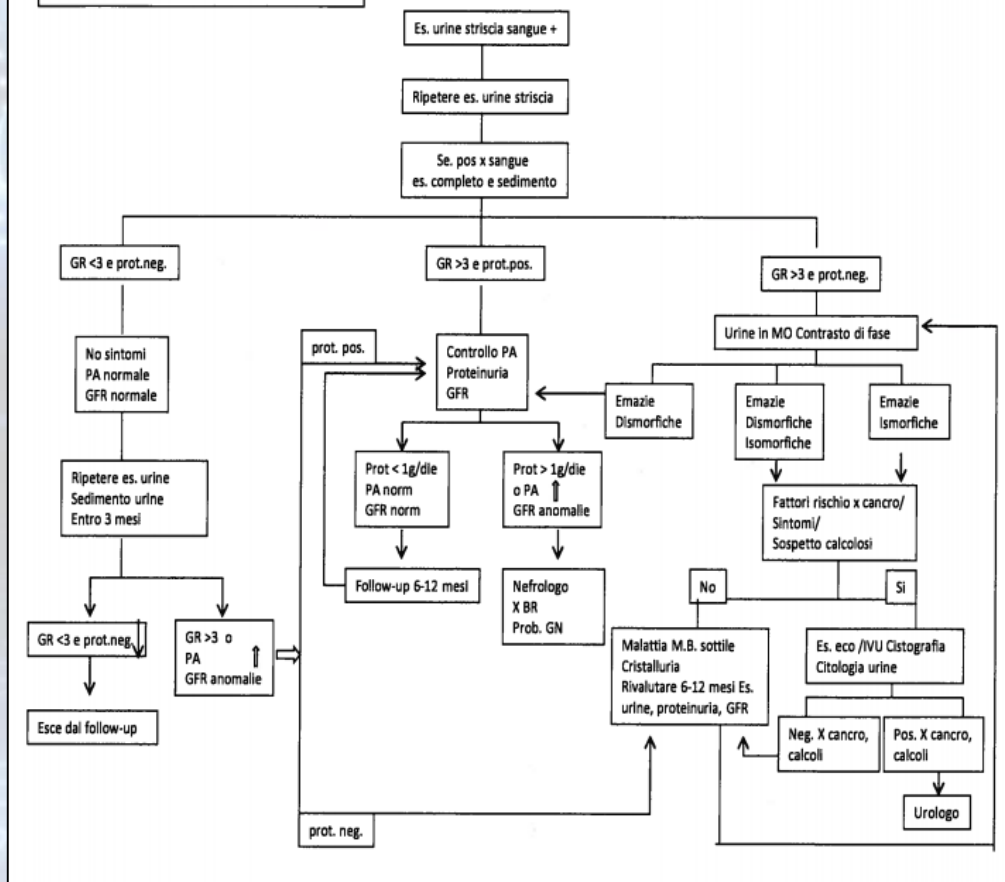 Es. urine striscia sangue +
Ripetere es. urine striscia
Se. pos x sangue
es. completo e sedimento
GR <3 e prot.neg.
GR >3 e prot.pos.
GR >3 e prot.neg.
No sintomi
PA normale
GFR normale
Ripetere es. urine
Sedimento urine
Entro 3 mesi
GR <3 e prot.neg.
Esce dal follow-up
GR >3 o
PA ⇑
GFR anomalie
prot. pos.
Controllo PA
Proteinuria
GFR
Prot < 1g/die
PA norm
GFR norm
Prot > 1g/die
o PA ⇑
GFR anomalie
Follow-up 6-12 mesi
Nefrologo
X BR
Prob. GN
Urine in MO Contrasto di fase
Emazie
Dismorfiche
Emazie
Dismorfiche
Isomorfiche
Emazie
Ismorfiche
Fattori rischio x cancro/
Sintomi/
Sospetto calcolosi
No
Si
Malattia M.B. sottile
Cristalluria
Rivalutare 6-12 mesi Es.
urine, proteinuria, GFR
Es. eco /IVU Cistografia
Citologia urine
Neg. X cancro,
calcoli
Pos. X cancro,
calcoli
Urologo
prot. neg.